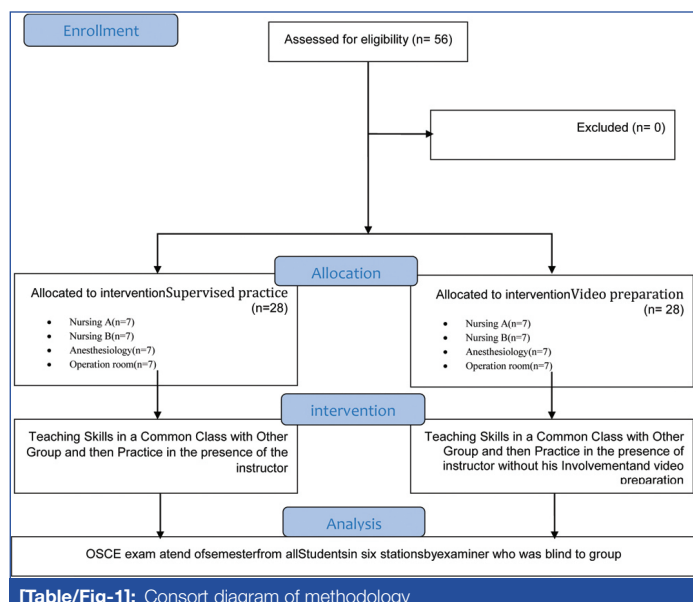 Enrollment
Assessed for eligibility (n= 56)
Excluded (n= 0)
Allocation
Allocated to interventionSupervised practice
(n=28)
• Nursing A(n=7)
• Nursing B(n=7)
• Anesthesiology(n=7)
• Operation room(n=7)
Allocated to interventionVideo preparation
(n= 28)
• Nursing A(n=7)
• Nursing B(n=7)
• Anesthesiology(n=7)
• Operation room(n=7)
intervention
Teaching Skills in a Common Class with Other
Group and then Practice in the presence of the
instructor
Teaching Skills in a Common Class with Other
Group and then Practice in the presence of
instructor without his Involvementand video
preparation
Analysis
OSCE exam atend ofsemesterfrom allStudentsin six stationsbyexaminer who was blind to group
[Table/Fig-1]: Consort diagram of methodology